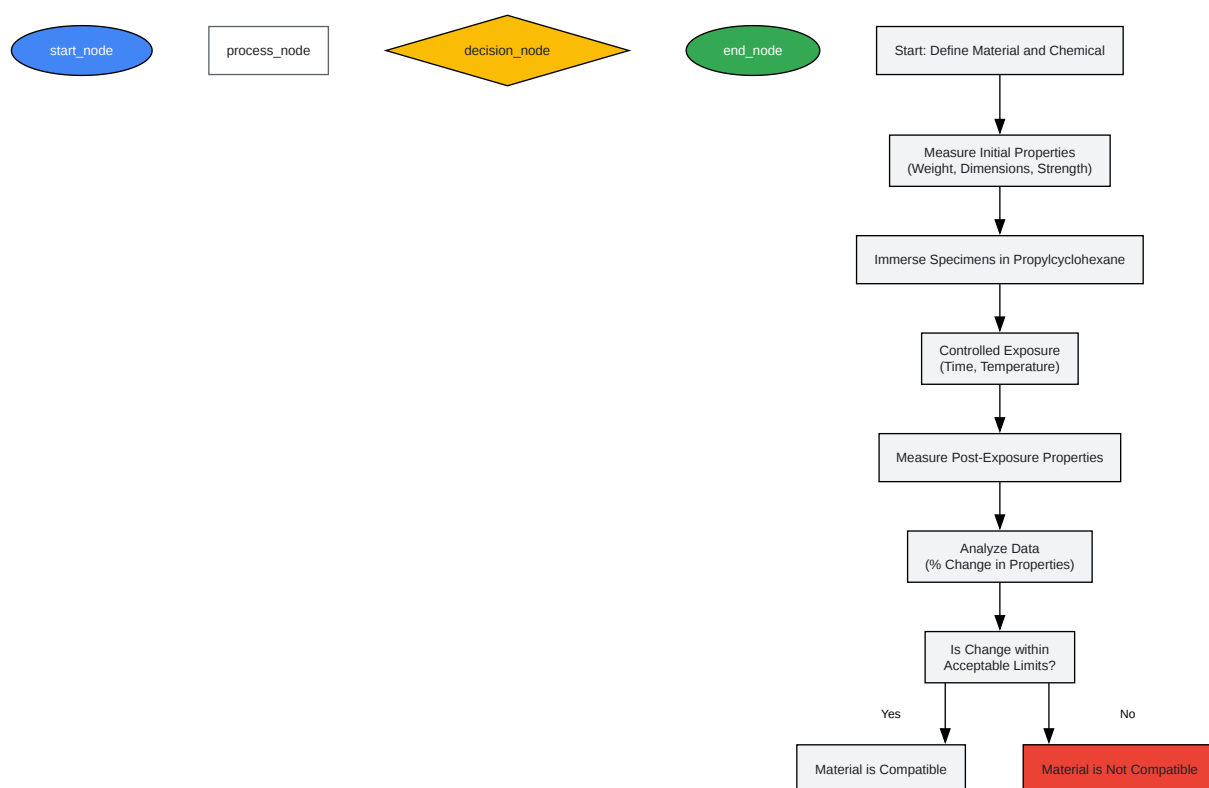 start_node
process_node
decision_node
end_node
Start: Define Material and Chemical
Measure Initial Properties
(Weight, Dimensions, Strength)
Immerse Specimens in Propylcyclohexane
Controlled Exposure
(Time, Temperature)
Measure Post-Exposure Properties
Analyze Data
(% Change in Properties)
Is Change within
Acceptable Limits?
Yes
No
Material is Compatible
Material is Not Compatible